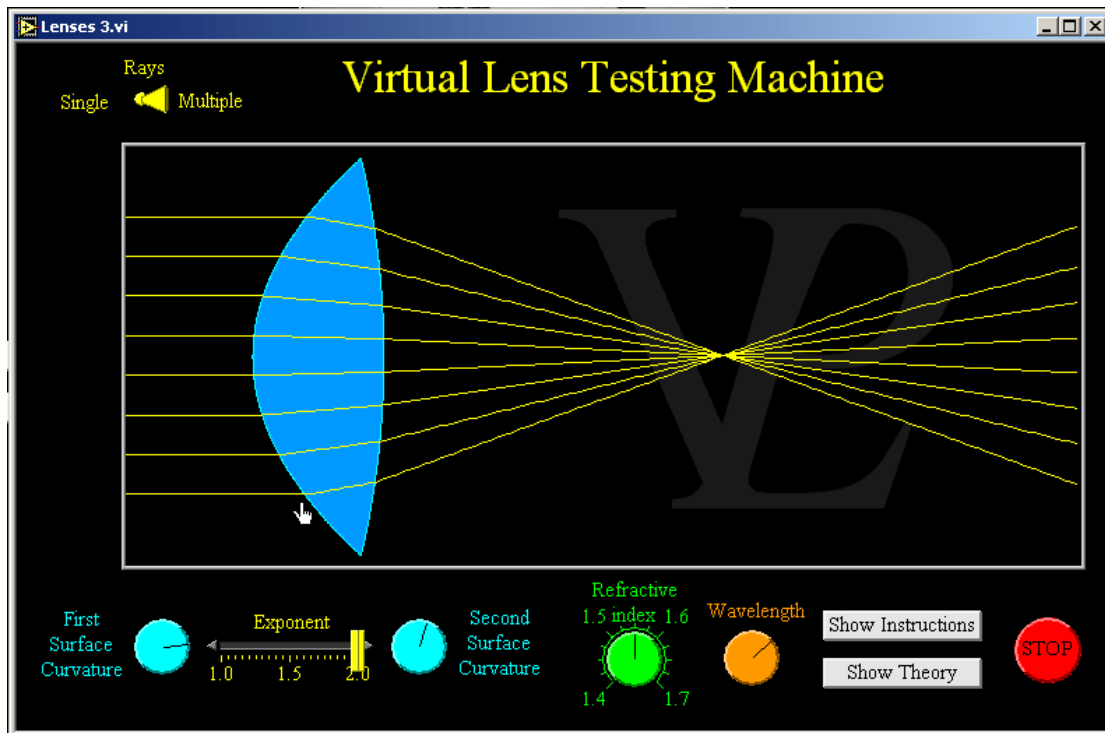 Lenses 3.vi
Rays
Single Multiple
Virtual Lens Testing Machine
VL
First
Surface
Curvature
Exponent
1.0 1.5 2.0
Second
Surface
Curvature
Refractive
1.5 index 1.6
1.4 1.7
Wavelength
Show Instructions
Show Theory
STOP